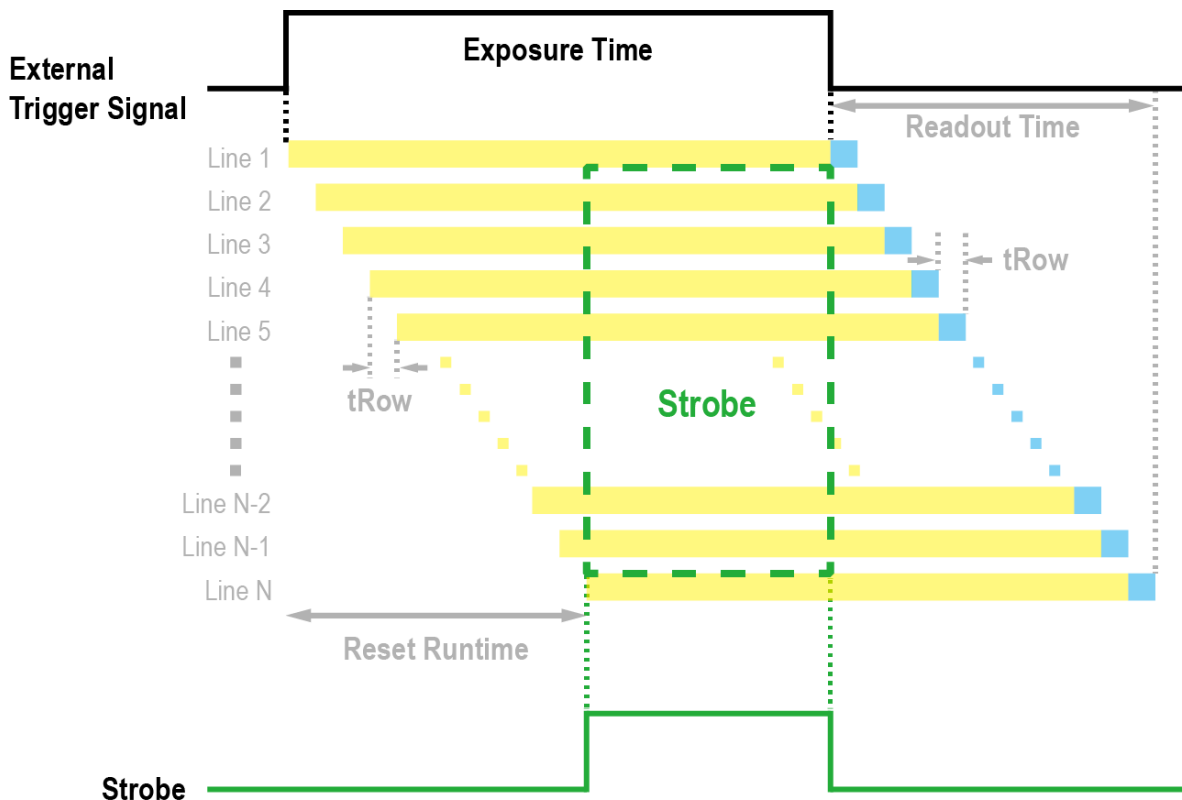 Exposure Time
External
Trigger Signal
Readout Time
Line 1
Line 2
Line 3
tRow
Line 4
Line 5
tRow
Strobe
Line N-2
Line N-1
Line N
Reset Runtime
Strobe